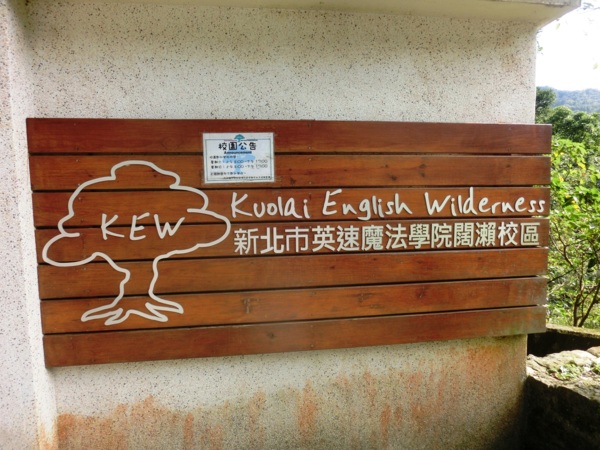 校園公告
KEW
Kuolai English Wilderness
新北市英速魔法學院闊瀨校區